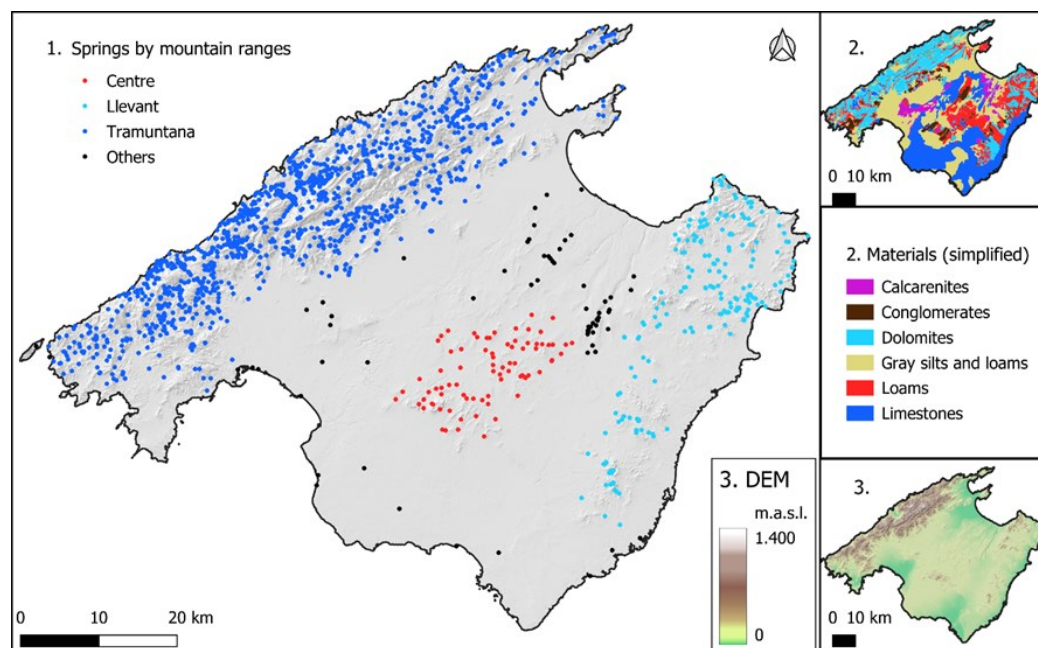 1. Springs by mountain ranges
Centre
Llevant
Tramuntana
Others
0 10 20 km
3. DEM
m.a.s.l.
1.400
0
2.
0 10 km
2. Materials (simplified)
Calcarenites
Conglomerates
Dolomites
Gray silts and loams
Loams
Limestones
3.
0 10 km